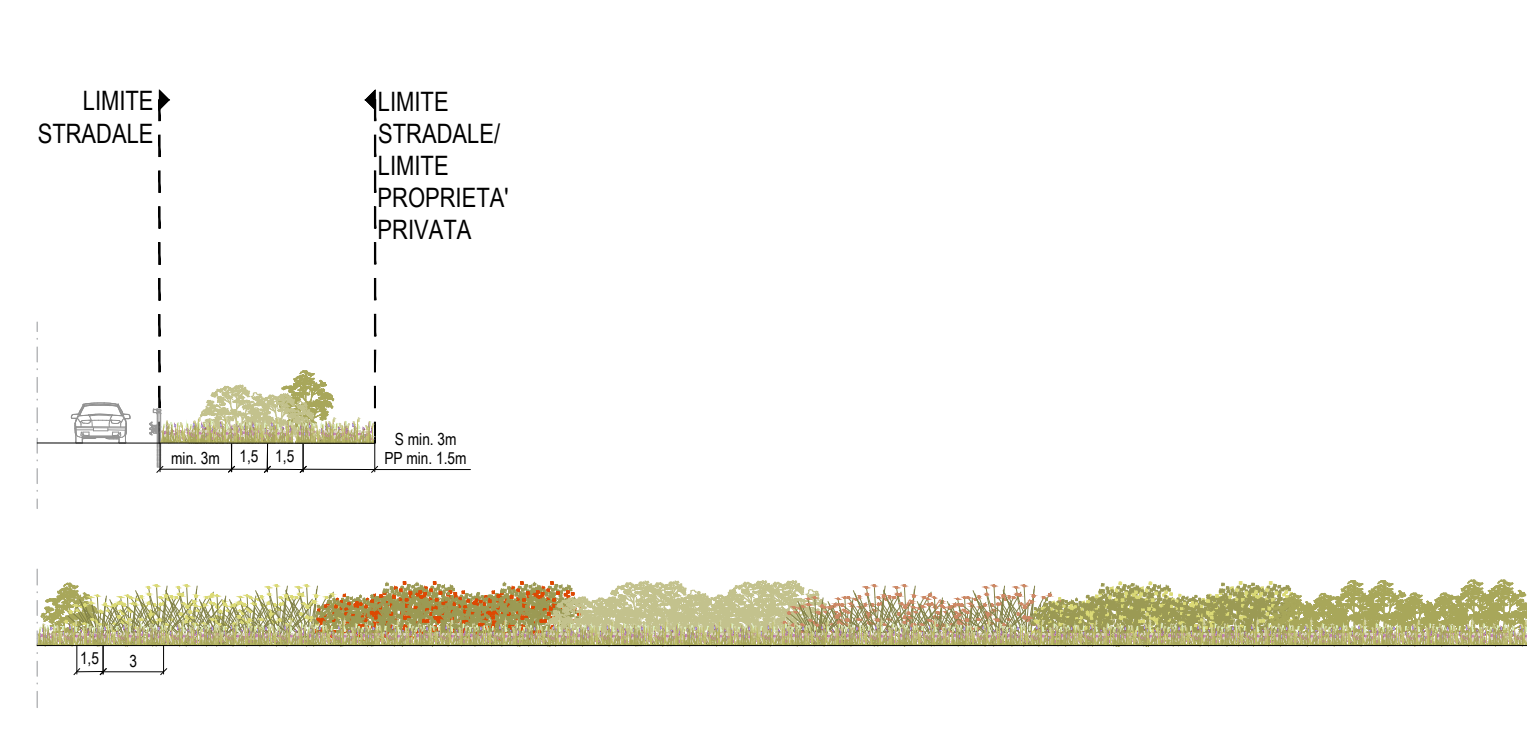 LIMITE
STRADALE
LIMITE
STRADALE/
LIMITE
PROPRIETA'
PRIVATA
min. 3m
1,5
1,5
S min. 3m
PP min. 1.5m
1,5
3